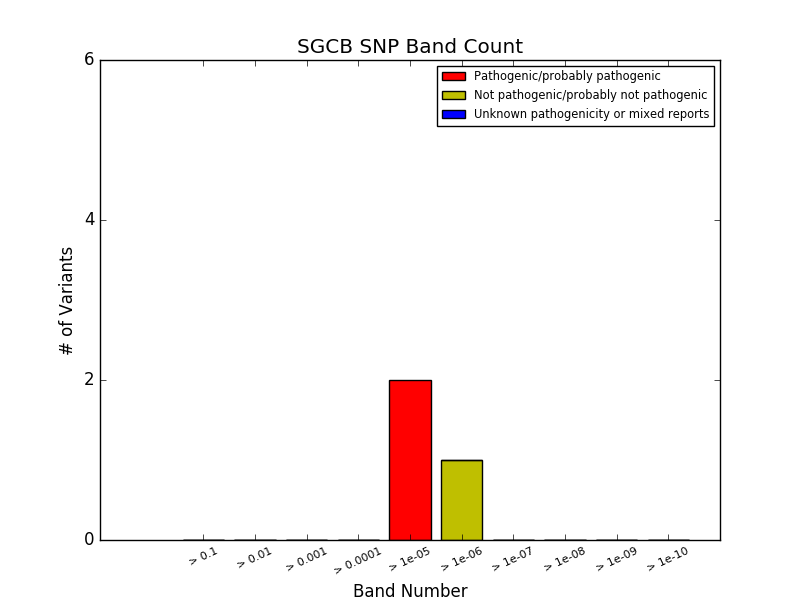 SGCB SNP Band Count
6
4
2
0
# of Variants
Pathogenic/probably pathogenic
Not pathogenic/probably not pathogenic
Unknown pathogenicity or mixed reports
> 0.1
> 0.01
> 0.001
> 0.0001
> 1e-05
> 1e-06
> 1e-07
> 1e-08
> 1e-09
> 1e-10
Band Number